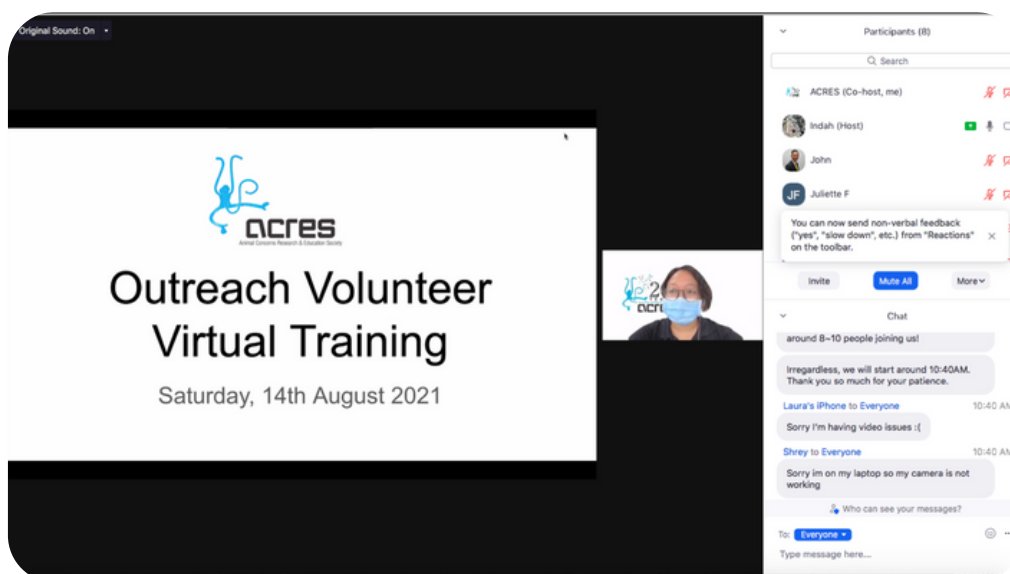 Original Sound: On
acres
Animal Concerns Research & Education Society
Outreach Volunteer
Virtual Training
Saturday, 14th August 2021
acres
Participants (8)
Search
ACRES (Co-host, me)
Indah (Host)
John
JF Juliette F
You can now send non-verbal feedback
("yes", "slow down", etc.) from "Reactions"
on the toolbar.
Invite
Mute All
More
Chat
around 8~10 people joining us!
Irregardless, we will start around 10:40AM.
Thank you so much for your patience.
Laura's iPhone to Everyone 10:40 AM
Sorry I'm having video issues :(
Shrey to Everyone 10:40 AM
Sorry im on my laptop so my camera is not
working
Who can see your messages?
To: Everyone
Type message here...